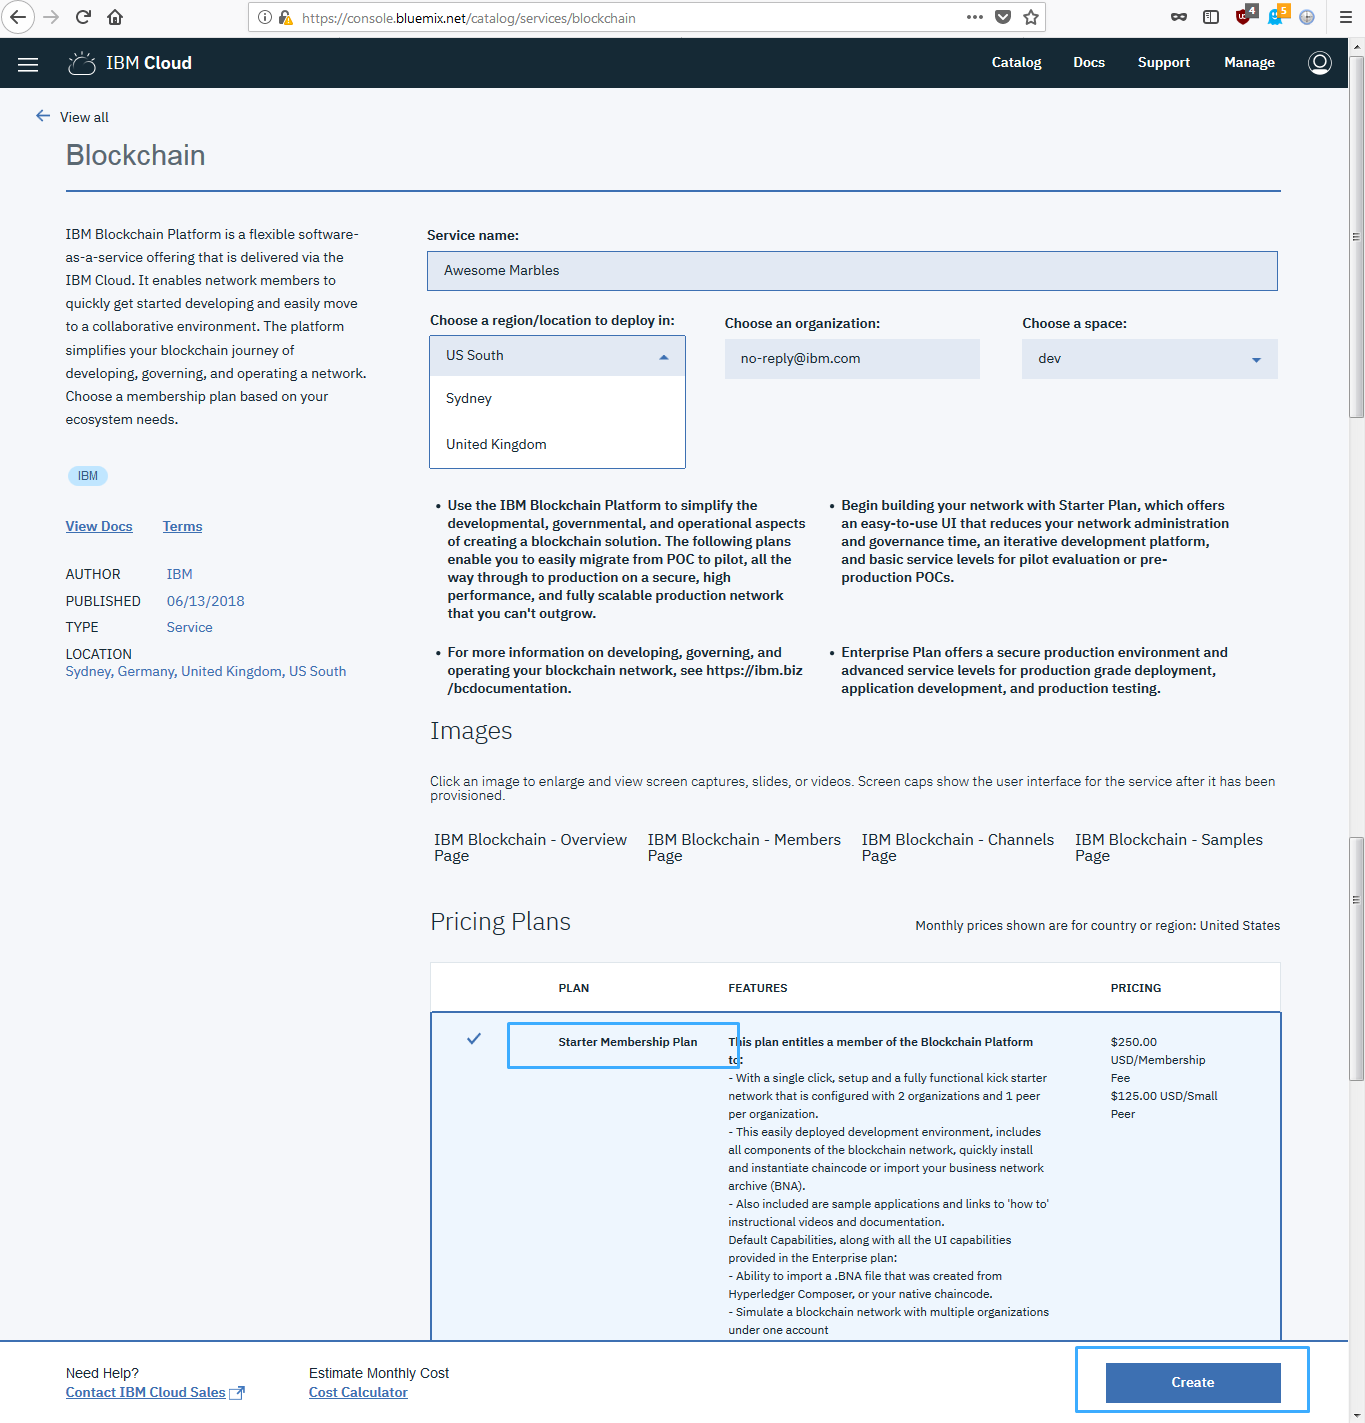 https://console.bluemix.net/catalog/services/blockchain
4
5
IBM Cloud
Catalog
Docs
Support
Manage
View all
Blockchain
IBM Blockchain Platform is a flexible software-
as-a-service offering that is delivered via the
IBM Cloud. It enables network members to
quickly get started developing and easily move
to a collaborative environment. The platform
simplifies your blockchain journey of
developing, governing, and operating a network.
Choose a membership plan based on your
ecosystem needs.
IBM
View Docs
Terms
AUTHOR IBM
PUBLISHED 06/13/2018
TYPE Service
LOCATION
Sydney, Germany, United Kingdom, US South
Service name:
Awesome Marbles
Choose a region/location to deploy in:
US South
Sydney
United Kingdom
Choose an organization:
no-reply@ibm.com
Choose a space:
dev
• Use the IBM Blockchain Platform to simplify the
developmental, governmental, and operational aspects
of creating a blockchain solution. The following plans
enable you to easily migrate from POC to pilot, all the
way through to production on a secure, high
performance, and fully scalable production network
that you can't outgrow.
• Begin building your network with Starter Plan, which offers
an easy-to-use UI that reduces your network administration
and governance time, an iterative development platform,
and basic service levels for pilot evaluation or pre-
production POCs.
• For more information on developing, governing, and
operating your blockchain network, see https://ibm.biz
/bcdocumentation.
• Enterprise Plan offers a secure production environment and
advanced service levels for production grade deployment,
application development, and production testing.
Images
Click an image to enlarge and view screen captures, slides, or videos. Screen caps show the user interface for the service after it has been
provisioned.
IBM Blockchain - Overview
Page
IBM Blockchain - Members
Page
IBM Blockchain - Channels
Page
IBM Blockchain - Samples
Page
Pricing Plans
Monthly prices shown are for country or region: United States
PLAN
FEATURES
PRICING
Starter Membership Plan
This plan entitles a member of the Blockchain Platform
to:
- With a single click, setup and a fully functional kick starter
network that is configured with 2 organizations and 1 peer
per organization.
- This easily deployed development environment, includes
all components of the blockchain network, quickly install
and instantiate chaincode or import your business network
archive (BNA).
- Also included are sample applications and links to 'how to'
instructional videos and documentation.
Default Capabilities, along with all the UI capabilities
provided in the Enterprise plan:
- Ability to import a .BNA file that was created from
Hyperledger Composer, or your native chaincode.
- Simulate a blockchain network with multiple organizations
under one account
$250.00
USD/Membership
Fee
$125.00 USD/Small
Peer
Need Help?
Contact IBM Cloud Sales
Estimate Monthly Cost
Cost Calculator
Create